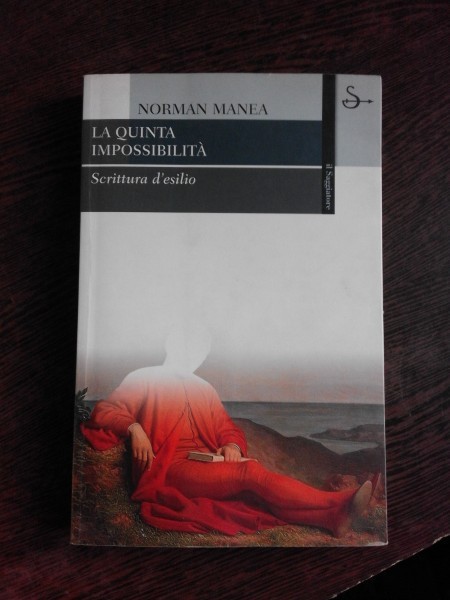 NORMAN MANEA
LA QUINTA
IMPOSSIBILITÀ
Scrittura d'esilio
il Saggiatore